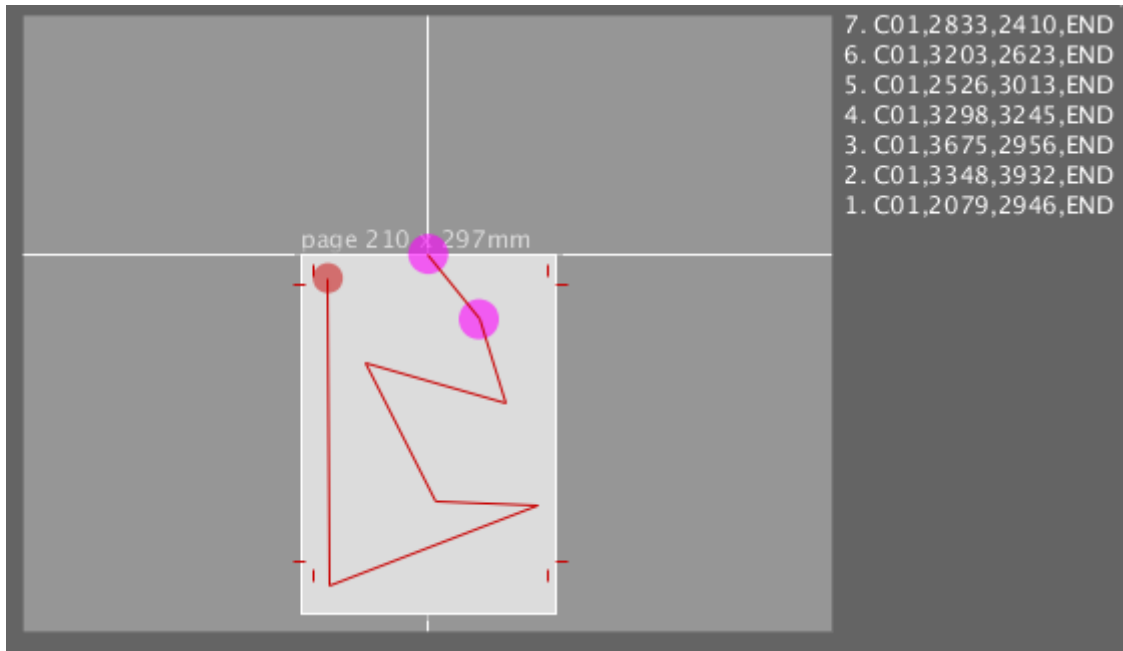 7. C01,2833,2410,END
6. C01,3203,2623,END
5. C01,2526,3013,END
4. C01,3298,3245,END
3. C01,3675,2956,END
2. C01,3348,3932,END
1. C01,2079,2946,END
page 210 x 297mm